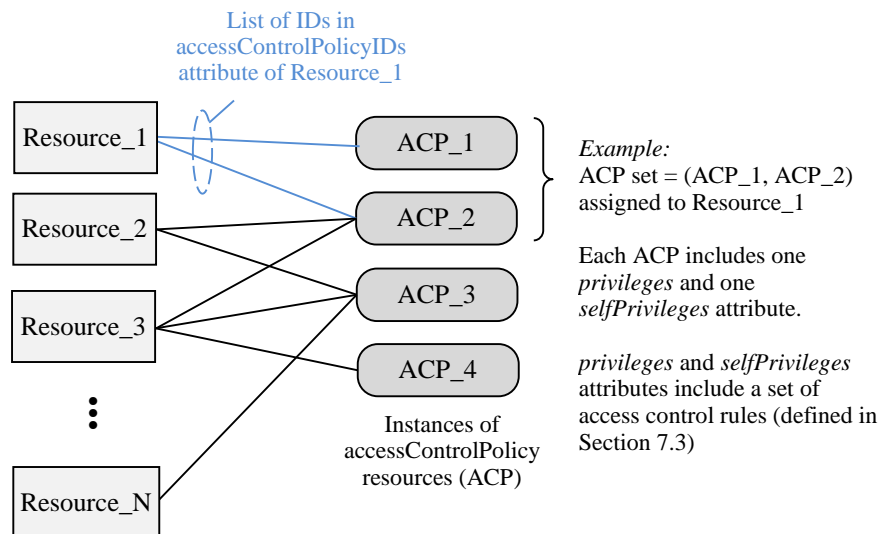 List of IDs in
accessControlPolicyIDs
attribute of Resource_1
Resource_1
Resource_2
Resource_3
Resource_N
ACP_1
ACP_2
ACP_3
ACP_4
Instances of
accessControlPolicy
resources (ACP)
Example:
ACP set = (ACP_1, ACP_2)
assigned to Resource_1
Each ACP includes one
privileges and one
selfPrivileges attribute.
privileges and selfPrivileges
attributes include a set of
access control rules (defined in
Section 7.3)